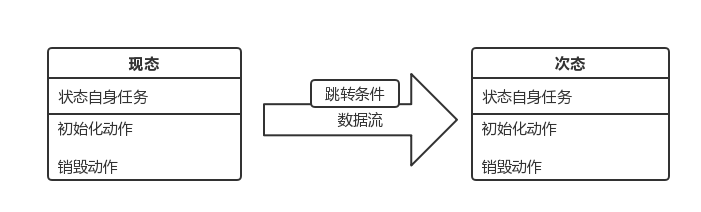 现态
状态自身任务
初始化动作
销毁动作
跳转条件
数据流
次态
状态自身任务
初始化动作
销毁动作